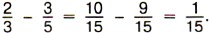 2/3 - 3/5 = 10/15 - 9/15 = 1/15.